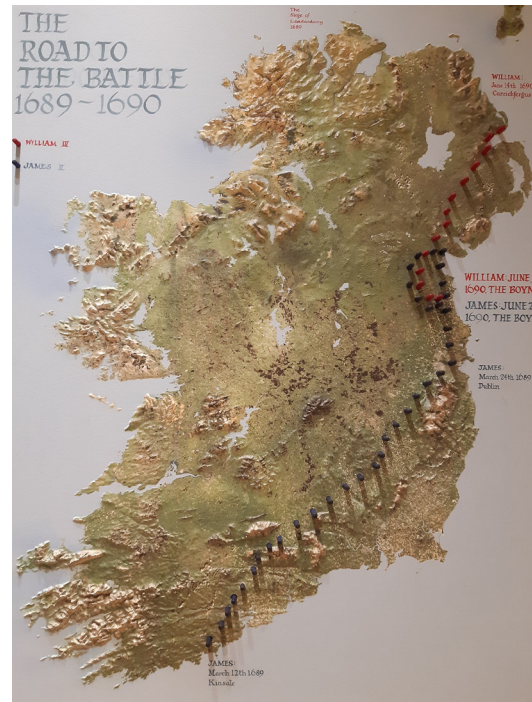 THE
ROAD TO
THE BATTLE
1689 - 1690
WILLIAM III
JAMES II
The
Siege of
Londonderry
1689
WILLIAM:
June 14th 1690
Carrickfergus
WILLIAM: JUNE
1690, THE BOYN
JAMES: JUNE 2
1690, THE BOY
JAMES:
March 24th 1689
Dublin
JAMES:
March 12th 1689
Kinsale